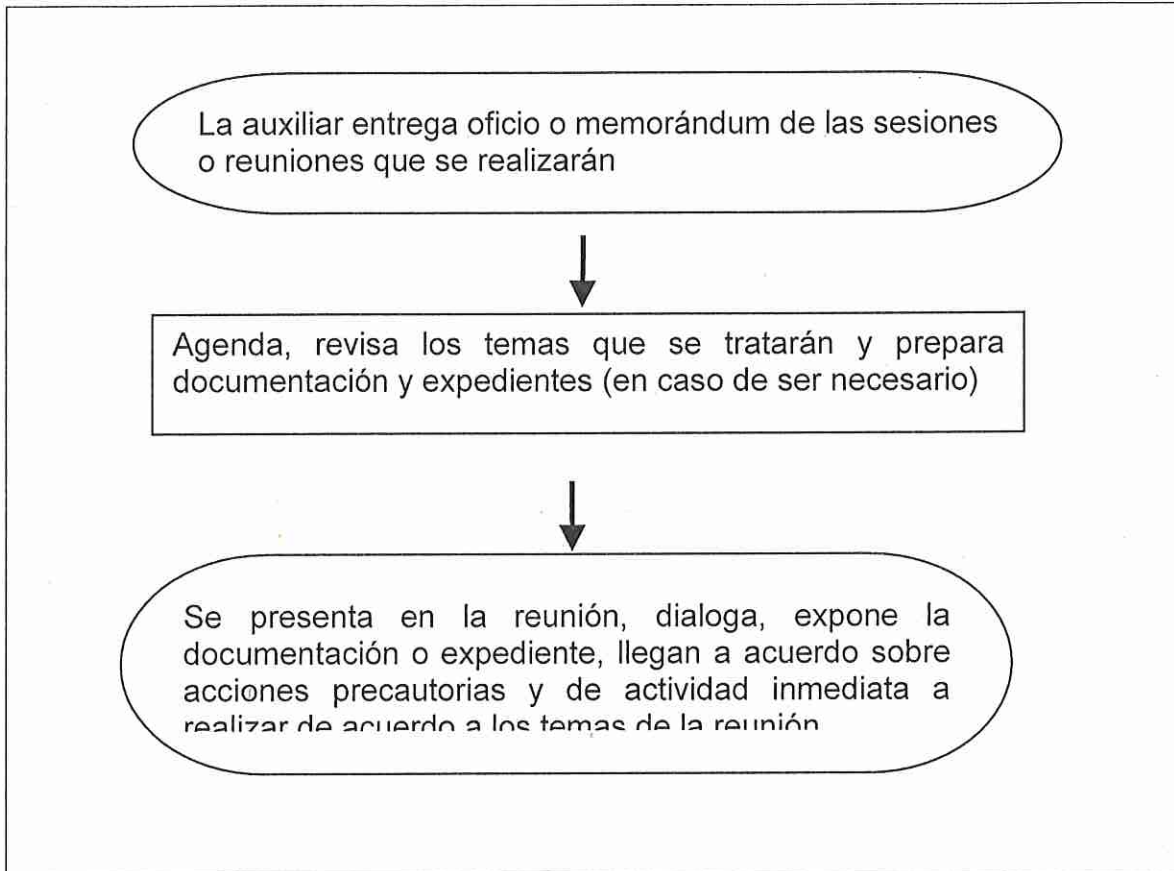 La auxiliar entrega oficio o memorándum de las sesiones
o reuniones que se realizarán
Agenda, revisa los temas que se tratarán y prepara
documentación y expedientes (en caso de ser necesario)
Se presenta en la reunión, dialoga, expone la
documentación o expediente, llegan a acuerdo sobre
acciones precautorias y de actividad inmediata a
realizar de acuerdo a los temas de la reunión